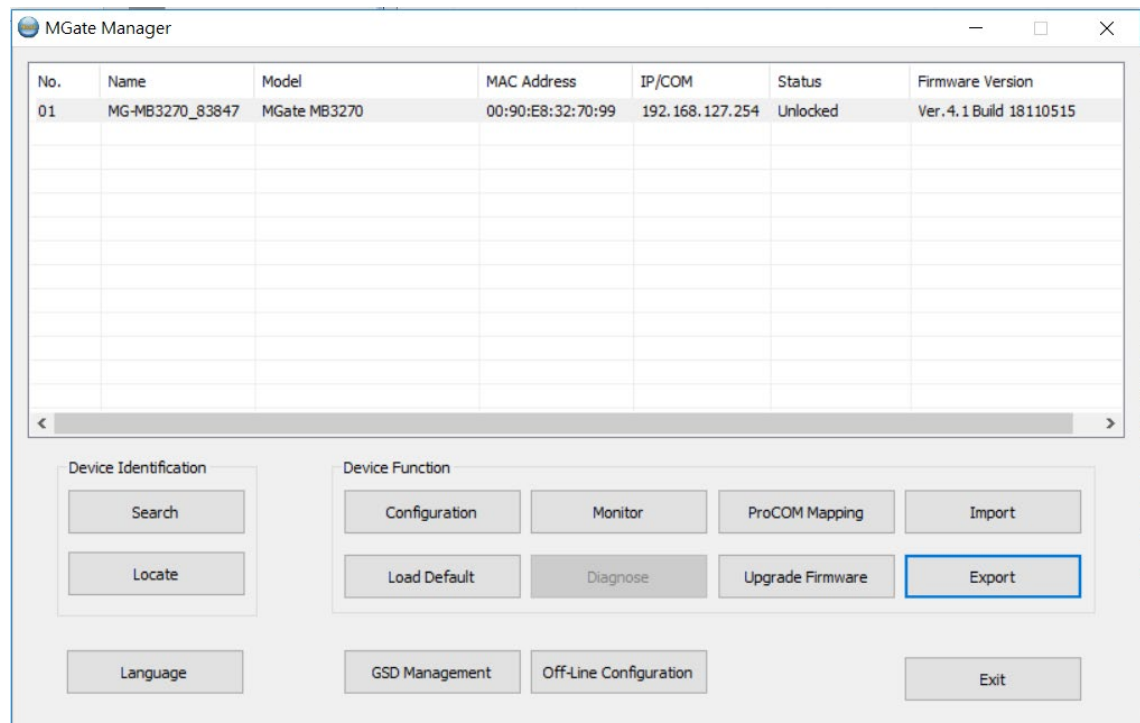 MGate Manager
No. Name Model MAC Address IP/COM Status Firmware Version
01 MG-MB3270_83847 MGate MB3270 00:90:E8:32:70:99 192.168.127.254 Unlocked Ver.4.1 Build 18110515
Device Identification Device Function
Search Configuration Monitor ProCOM Mapping Import
Locate Load Default Diagnose Upgrade Firmware Export
Language GSD Management Off-Line Configuration Exit